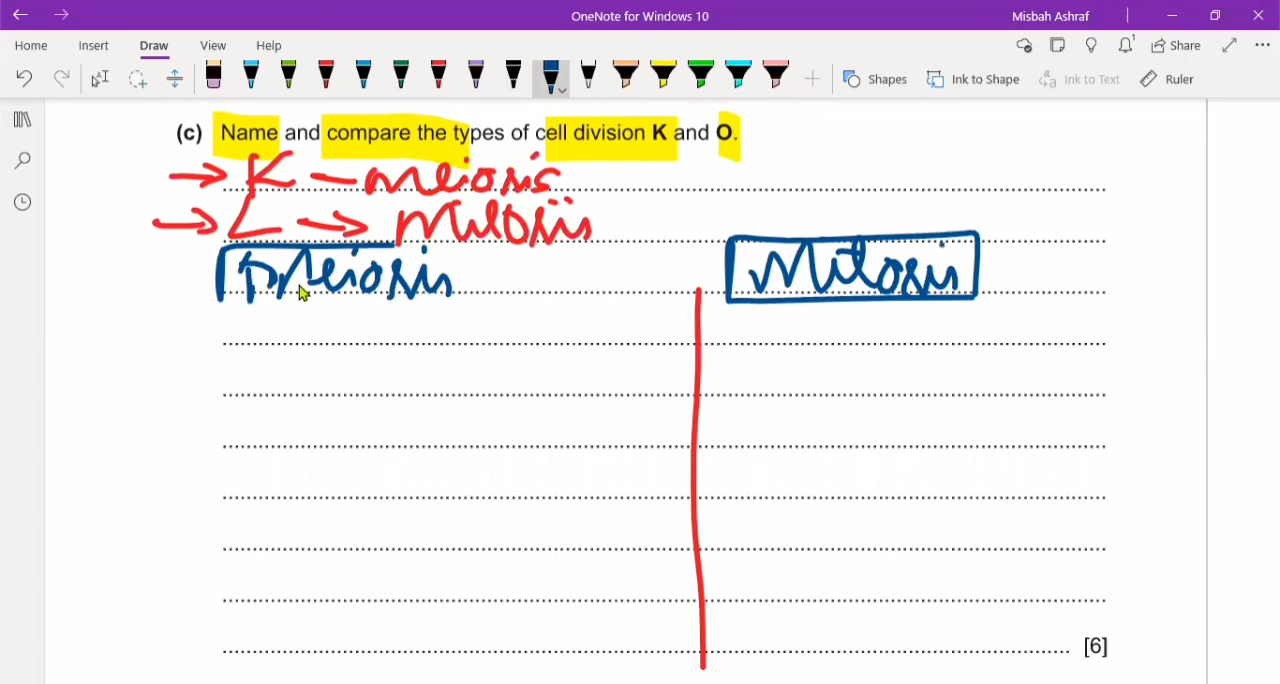 OneNote for Windows 10 Misbah Ashraf
Home Insert Draw View Help Share
Shapes Ink to Shape Ink to Text Ruler
(c) Name and compare the types of cell division K and O.
→ K – meiosis
→ L → Mitosis
Meiosis Mitosis
[6]